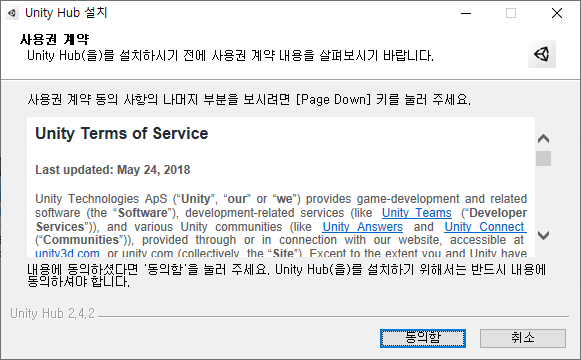 Unity Hub 설치
사용권 계약
Unity Hub(을)를 설치하시기 전에 사용권 계약 내용을 살펴보시기 바랍니다.
사용권 계약 동의 사항의 나머지 부분을 보시려면 [Page Down] 키를 눌러 주세요.
Unity Terms of Service
Last updated: May 24, 2018
Unity Technologies ApS (“Unity”, “our” or “we”) provides game-development and related
software (the “Software”), development-related services (like Unity Teams (“Developer
Services”)), and various Unity communities (like Unity Answers and Unity Connect
(“Communities”)), provided through or in connection with our website, accessible at
unity3d.com or unity.com (collectively, the “Site”). Except to the extent you and Unity have
내용에 동의하셨다면 '동의함'을 눌러 주세요. Unity Hub(을)를 설치하기 위해서는 반드시 내용에
동의하셔야 합니다.
Unity Hub 2.4.2
동의함
취소